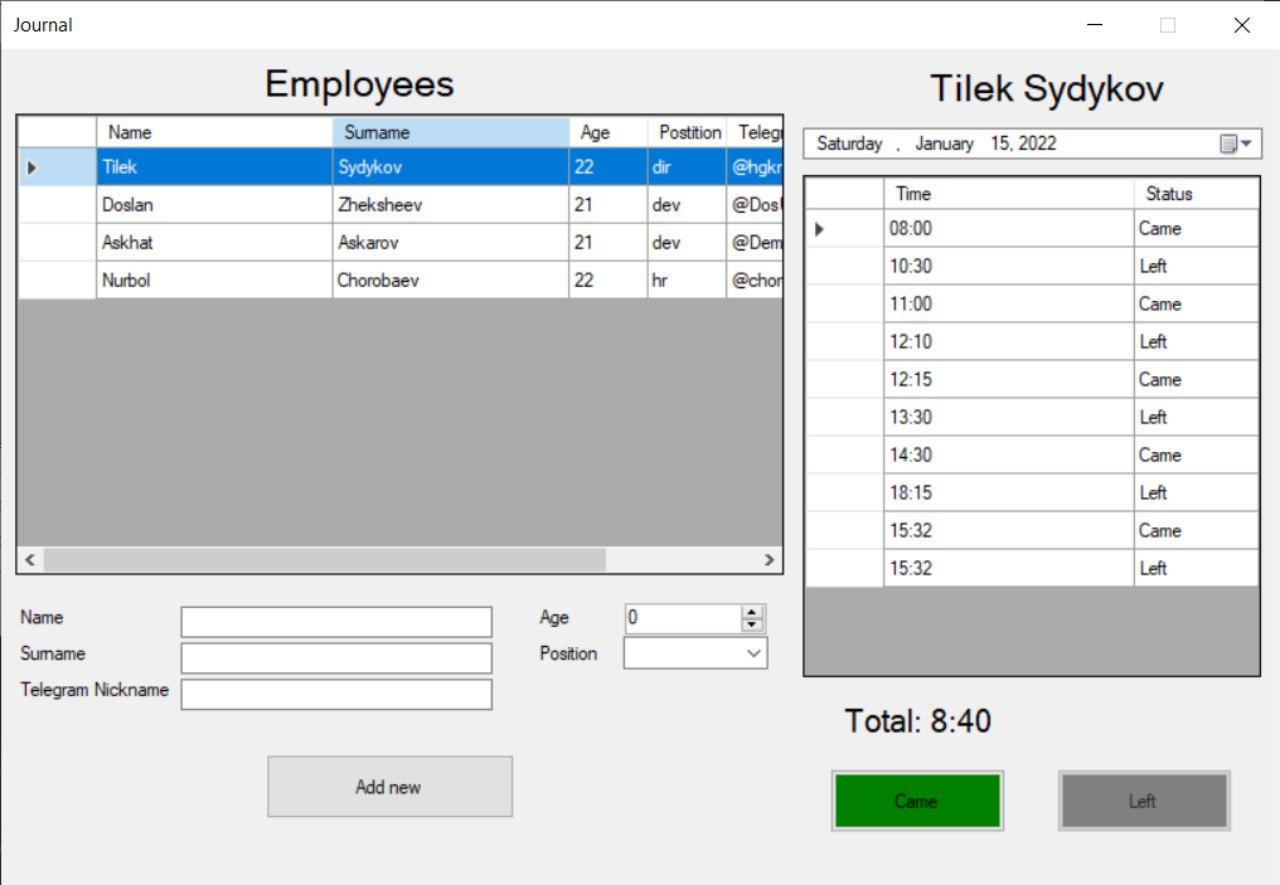 Journal
Employees
Name Surname Age Postition Telegr
Tilek Sydykov 22 dir @hgkr
Doslan Zheksheev 21 dev @Dosl
Askhat Askarov 21 dev @Dem
Nurbol Chorobaev 22 hr @chor
Name
Surname
Telegram Nickname
Age 0
Position
Add new
Tilek Sydykov
Saturday , January 15, 2022
Time Status
08:00 Came
10:30 Left
11:00 Came
12:10 Left
12:15 Came
13:30 Left
14:30 Came
18:15 Left
15:32 Came
15:32 Left
Total: 8:40
Came Left